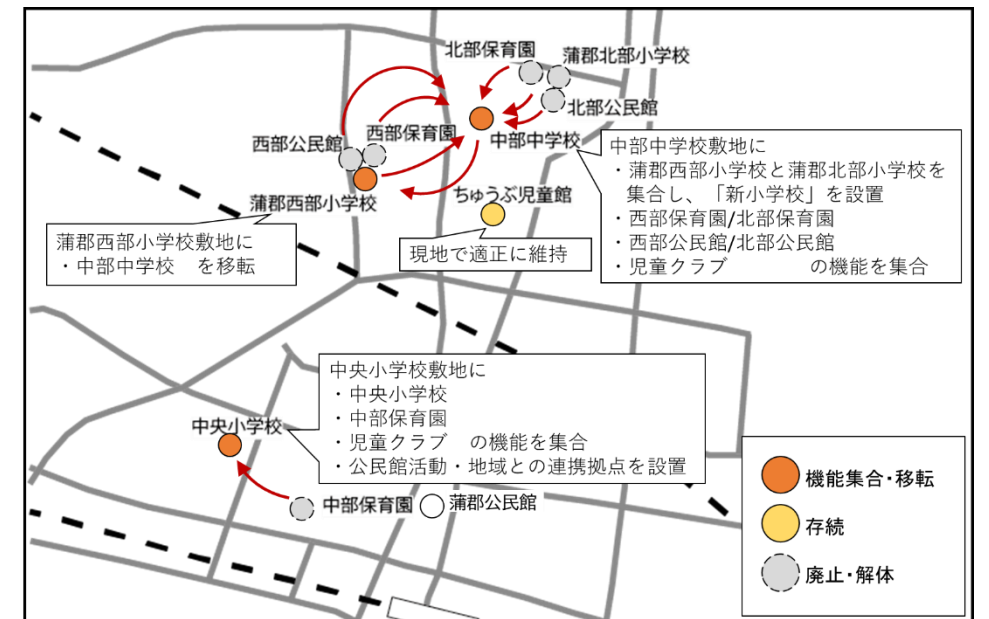 北部保育園
蒲郡北部小学校
北部公民館
西部公民館
西部保育園
中部中学校
蒲郡西部小学校
ちゅうぶ児童館
中部中学校敷地に
・蒲郡西部小学校と蒲郡北部小学校を
集合し、「新小学校」を設置
・西部保育園/北部保育園
・西部公民館/北部公民館
・児童クラブ の機能を集合
蒲郡西部小学校敷地に
・中部中学校 を移転
現地で適正に維持
中央小学校敷地に
・中央小学校
・中部保育園
・児童クラブ の機能を集合
・公民館活動・地域との連携拠点を設置
中央小学校
中部保育園
蒲郡公民館
機能集合・移転
存続
廃止・解体